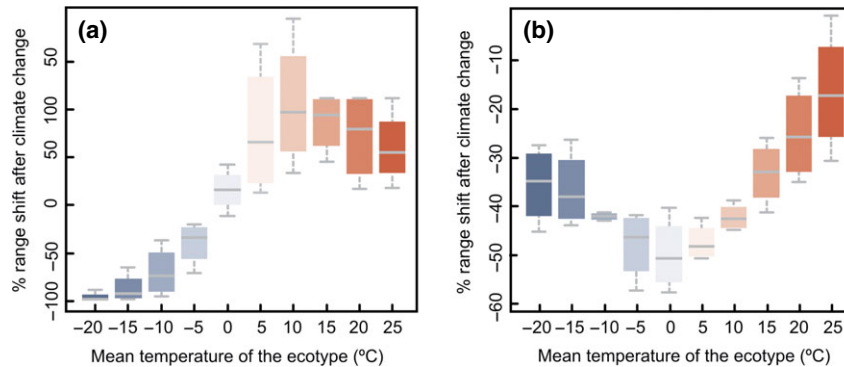 (a)
% range shift after climate change
50
100
50
0
−50
−100
−20 −15 −10 −5 0 5 10 15 20 25
Mean temperature of the ecotype (ºC)
(b)
% range shift after climate change
−10
−20
−30
−40
−50
−60
−20 −15 −10 −5 0 5 10 15 20 25
Mean temperature of the ecotype (ºC)